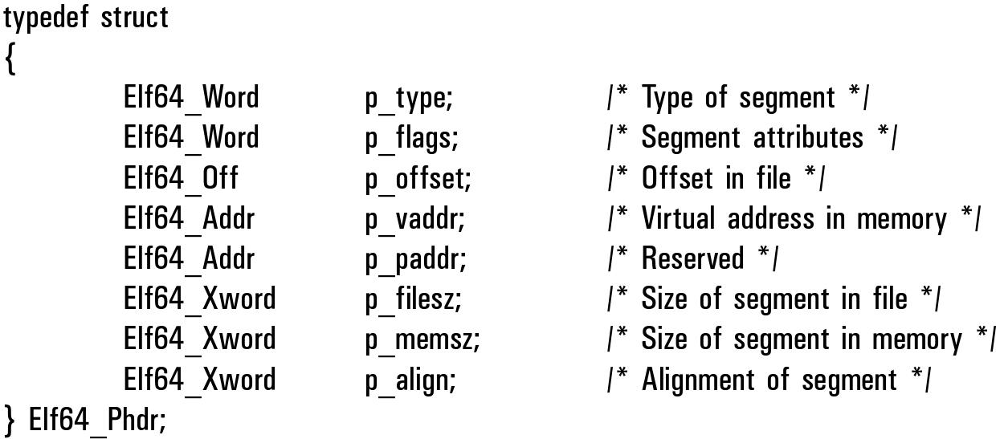 typedef struct
{
Elf64_Word p_type; /* Type of segment */
Elf64_Word p_flags; /* Segment attributes */
Elf64_Off p_offset; /* Offset in file */
Elf64_Addr p_vaddr; /* Virtual address in memory */
Elf64_Addr p_paddr; /* Reserved */
Elf64_Xword p_filesz; /* Size of segment in file */
Elf64_Xword p_memsz; /* Size of segment in memory */
Elf64_Xword p_align; /* Alignment of segment */
} Elf64_Phdr;